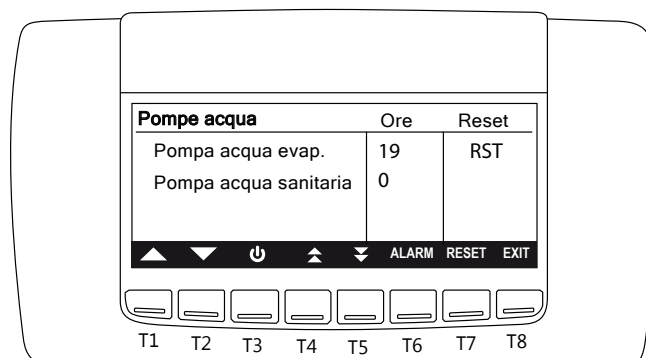 Pompe acqua Ore Reset
Pompa acqua evap. 19 RST
Pompa acqua sanitaria 0
ALARM RESET EXIT
T1 T2 T3 T4 T5 T6 T7 T8